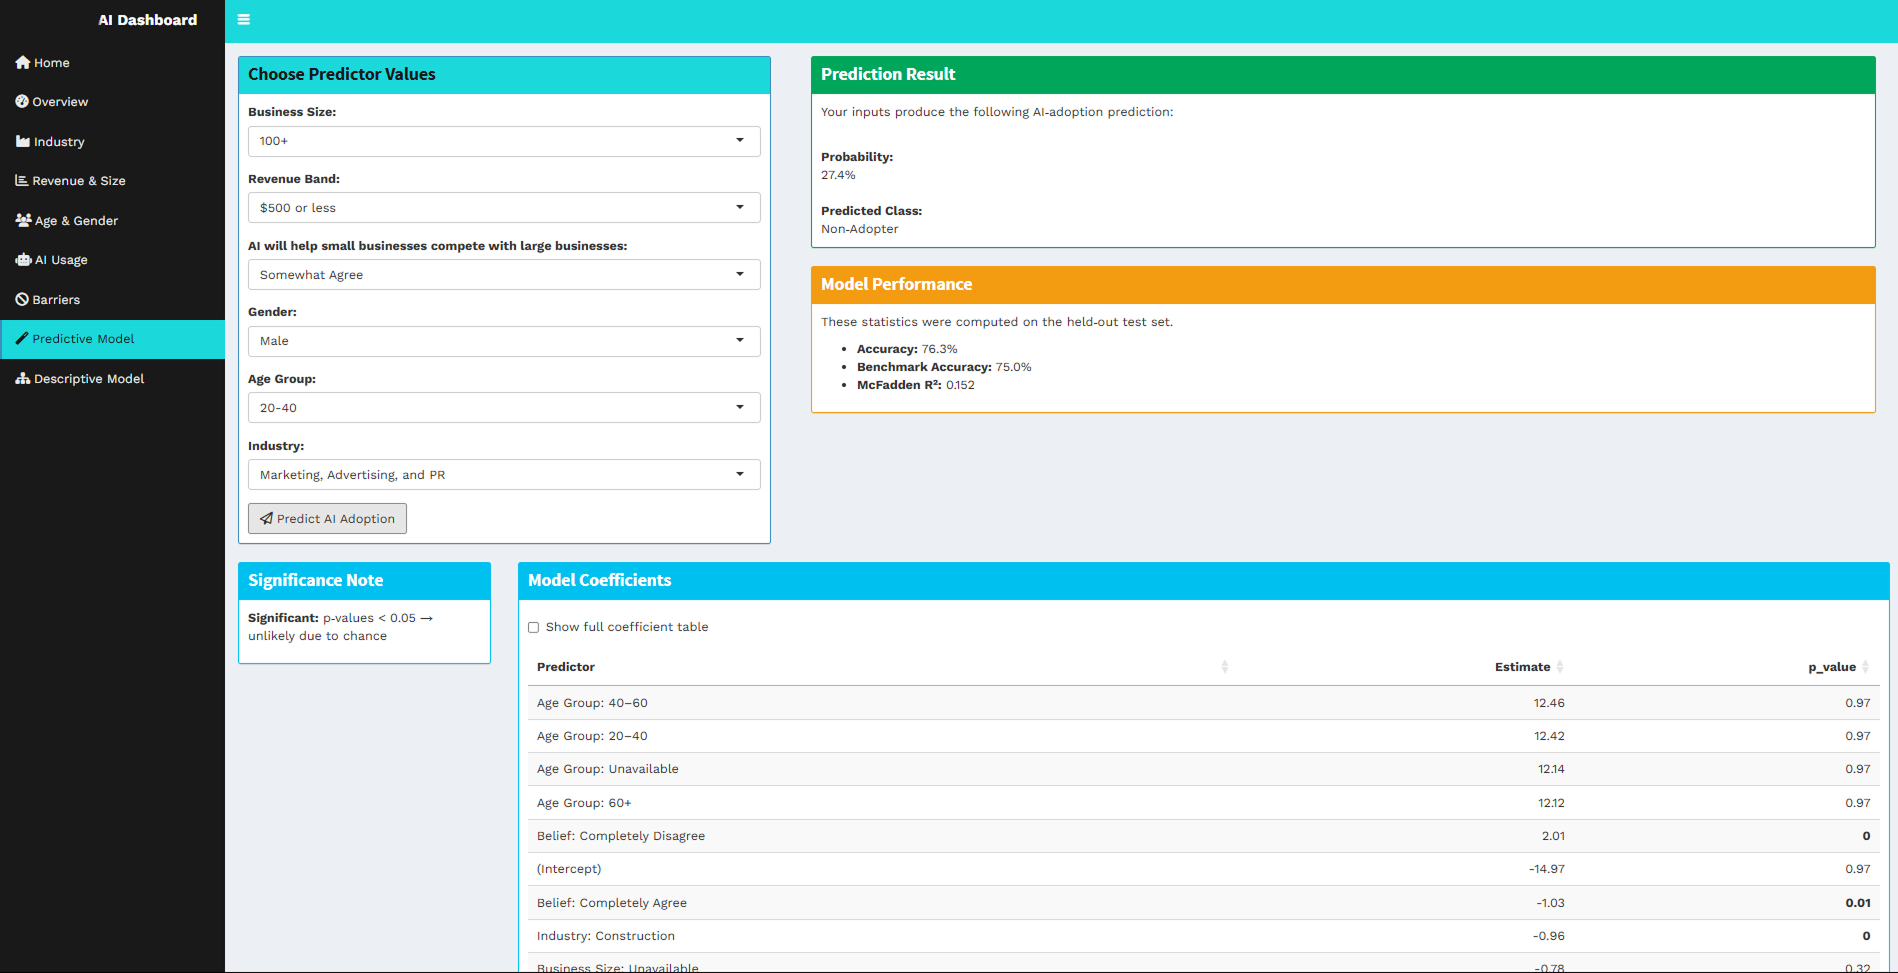 AI Dashboard
Home
Overview
Industry
Revenue & Size
Age & Gender
AI Usage
Barriers
Predictive Model
Descriptive Model
Choose Predictor Values
Business Size:
100+
Revenue Band:
$500 or less
AI will help small businesses compete with large businesses:
Somewhat Agree
Gender:
Male
Age Group:
20-40
Industry:
Marketing, Advertising, and PR
Predict AI Adoption
Prediction Result
Your inputs produce the following AI-adoption prediction:
Probability:
27.4%
Predicted Class:
Non-Adopter
Model Performance
These statistics were computed on the held-out test set.
• Accuracy: 76.3%
• Benchmark Accuracy: 75.0%
• McFadden R²: 0.152
Significance Note
Significant: p-values < 0.05 →
unlikely due to chance
Model Coefficients
Show full coefficient table
Predictor Estimate p_value
Age Group: 40–60 12.46 0.97
Age Group: 20–40 12.42 0.97
Age Group: Unavailable 12.14 0.97
Age Group: 60+ 12.12 0.97
Belief: Completely Disagree 2.01 0
(Intercept) -14.97 0.97
Belief: Completely Agree -1.03 0.01
Industry: Construction -0.96 0
Business Size: Unavailable -0.78 0.32